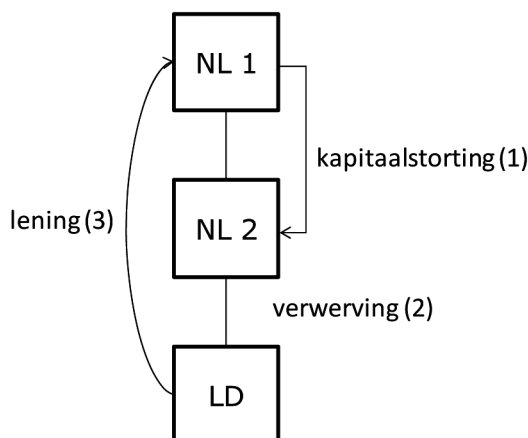 NL 1
kapitaalstorting (1)
lening (3)
NL 2
verwerving (2)
LD